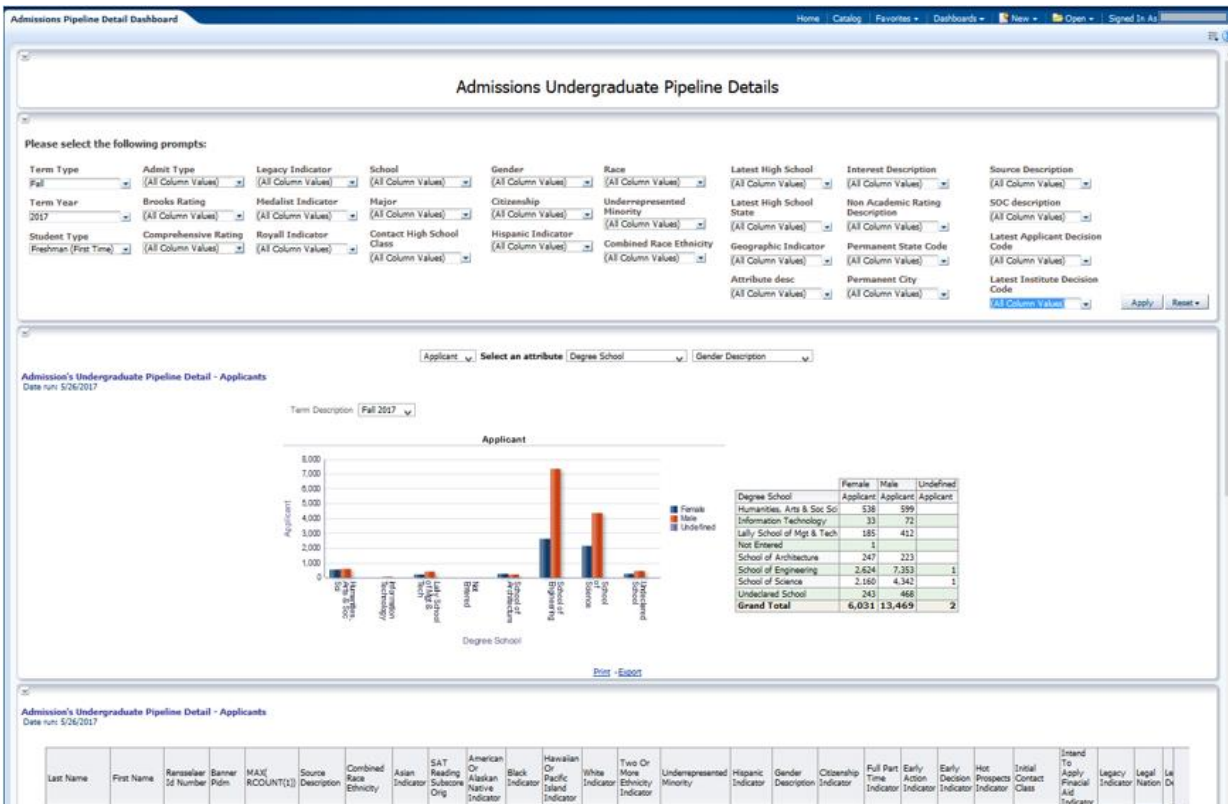 Admissions Pipeline Detail Dashboard
Home Catalog Favorites Dashboards New Open Signed In As
Admissions Undergraduate Pipeline Details
Please select the following prompts:
Term Type Admit Type Legacy Indicator School Gender Race Latest High School Interest Description Source Description
Fall (All Column Values) (All Column Values) (All Column Values) (All Column Values) (All Column Values) (All Column Values) (All Column Values) (All Column Values)
Term Year Brooks Rating Medalist Indicator Major Citizenship Underrepresented Minority Latest High School State Non Academic Rating Description SOC description
2017 (All Column Values) (All Column Values) (All Column Values) (All Column Values) (All Column Values) (All Column Values) (All Column Values) (All Column Values)
Student Type Comprehensive Rating Royall Indicator Contact High School Class Hispanic Indicator Combined Race Ethnicity Geographic Indicator Permanent State Code Latest Applicant Decision Code
Freshman (First Time) (All Column Values) (All Column Values) (All Column Values) (All Column Values) (All Column Values) (All Column Values) (All Column Values) (All Column Values)
Attribute desc Permanent City Latest Institute Decision Code
(All Column Values) (All Column Values) (All Column Values) Apply Reset
Applicant Select an attribute Degree School Gender Description
Admission's Undergraduate Pipeline Detail - Applicants
Date run: 5/26/2017
Term Description Fall 2017
Applicant
8,000
7,000
6,000
5,000
4,000
3,000
2,000
1,000
0
Applicant
Humanities, Arts & Soc Sci
Information Technology
Lally School of Mgt & Tech
Not Entered
School of Architecture
School of Engineering
School of Science
Undeclared School
Degree School
Female
Male
Undefined
Female Male Undefined
Degree School Applicant Applicant Applicant
Humanities, Arts & Soc Sci 538 599
Information Technology 33 72
Lally School of Mgt & Tech 185 412
Not Entered 1
School of Architecture 247 223
School of Engineering 2,624 7,353 1
School of Science 2,160 4,342 1
Undeclared School 243 468
Grand Total 6,031 13,469 2
Print - Export
Admission's Undergraduate Pipeline Detail - Applicants
Date run: 5/26/2017
Last Name First Name Rensselaer Id Number Banner Pidm MAX( RCOUNT(1)) Source Description Combined Race Ethnicity Asian Indicator SAT Reading Subscore Orig American Or Alaskan Native Indicator Black Indicator Hawaiian Or Pacific Island Indicator White Indicator Two Or More Ethnicity Indicator Underrepresented Minority Hispanic Indicator Gender Description Citizenship Indicator Full Part Time Indicator Early Action Indicator Early Decision Indicator Hot Prospects Indicator Initial Contact Class Intend To Apply Finacial Aid Indicator Legacy Indicator Legal Nation